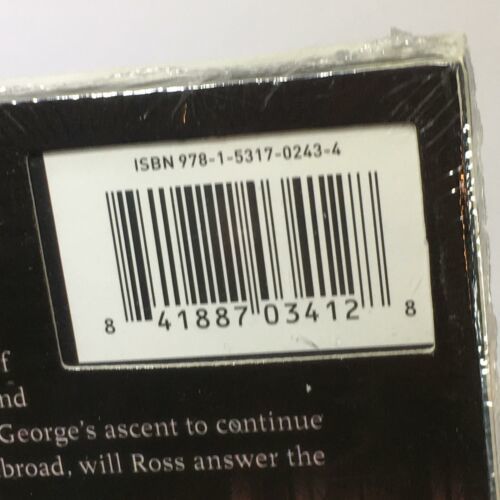 ISBN 978-1-5317-0243-4
8 41887 03412 8
f
nd
George's ascent to continue
broad, will Ross answer the